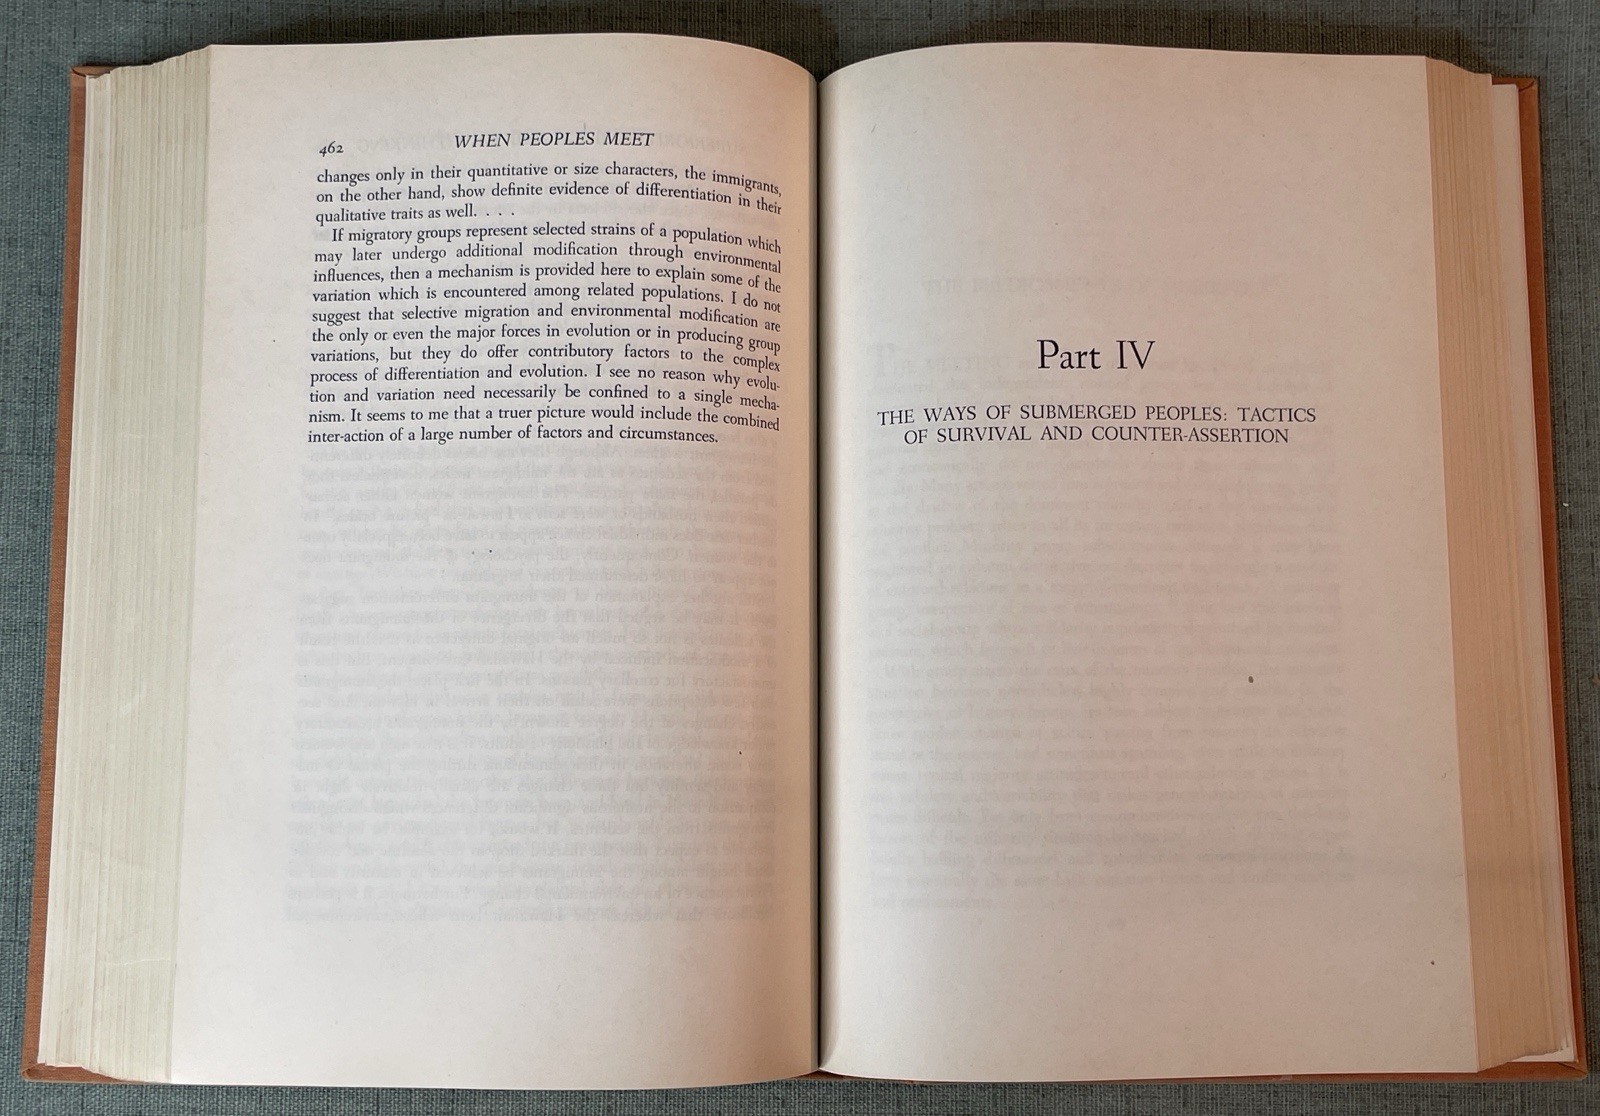 462
WHEN PEOPLES MEET
changes only in their quantitative or size characters, the immigrants,
on the other hand, show definite evidence of differentiation in their
qualitative traits as well. . . .
If migratory groups represent selected strains of a population which
may later undergo additional modification through environmental
influences, then a mechanism is provided here to explain some of the
variation which is encountered among related populations. I do not
suggest that selective migration and environmental modification are
the only or even the major forces in evolution or in producing group
variations, but they do offer contributory factors to the complex
process of differentiation and evolution. I see no reason why evolu-
tion and variation need necessarily be confined to a single mecha-
nism. It seems to me that a truer picture would include the combined
inter-action of a large number of factors and circumstances.
Part IV
THE WAYS OF SUBMERGED PEOPLES: TACTICS
OF SURVIVAL AND COUNTER-ASSERTION